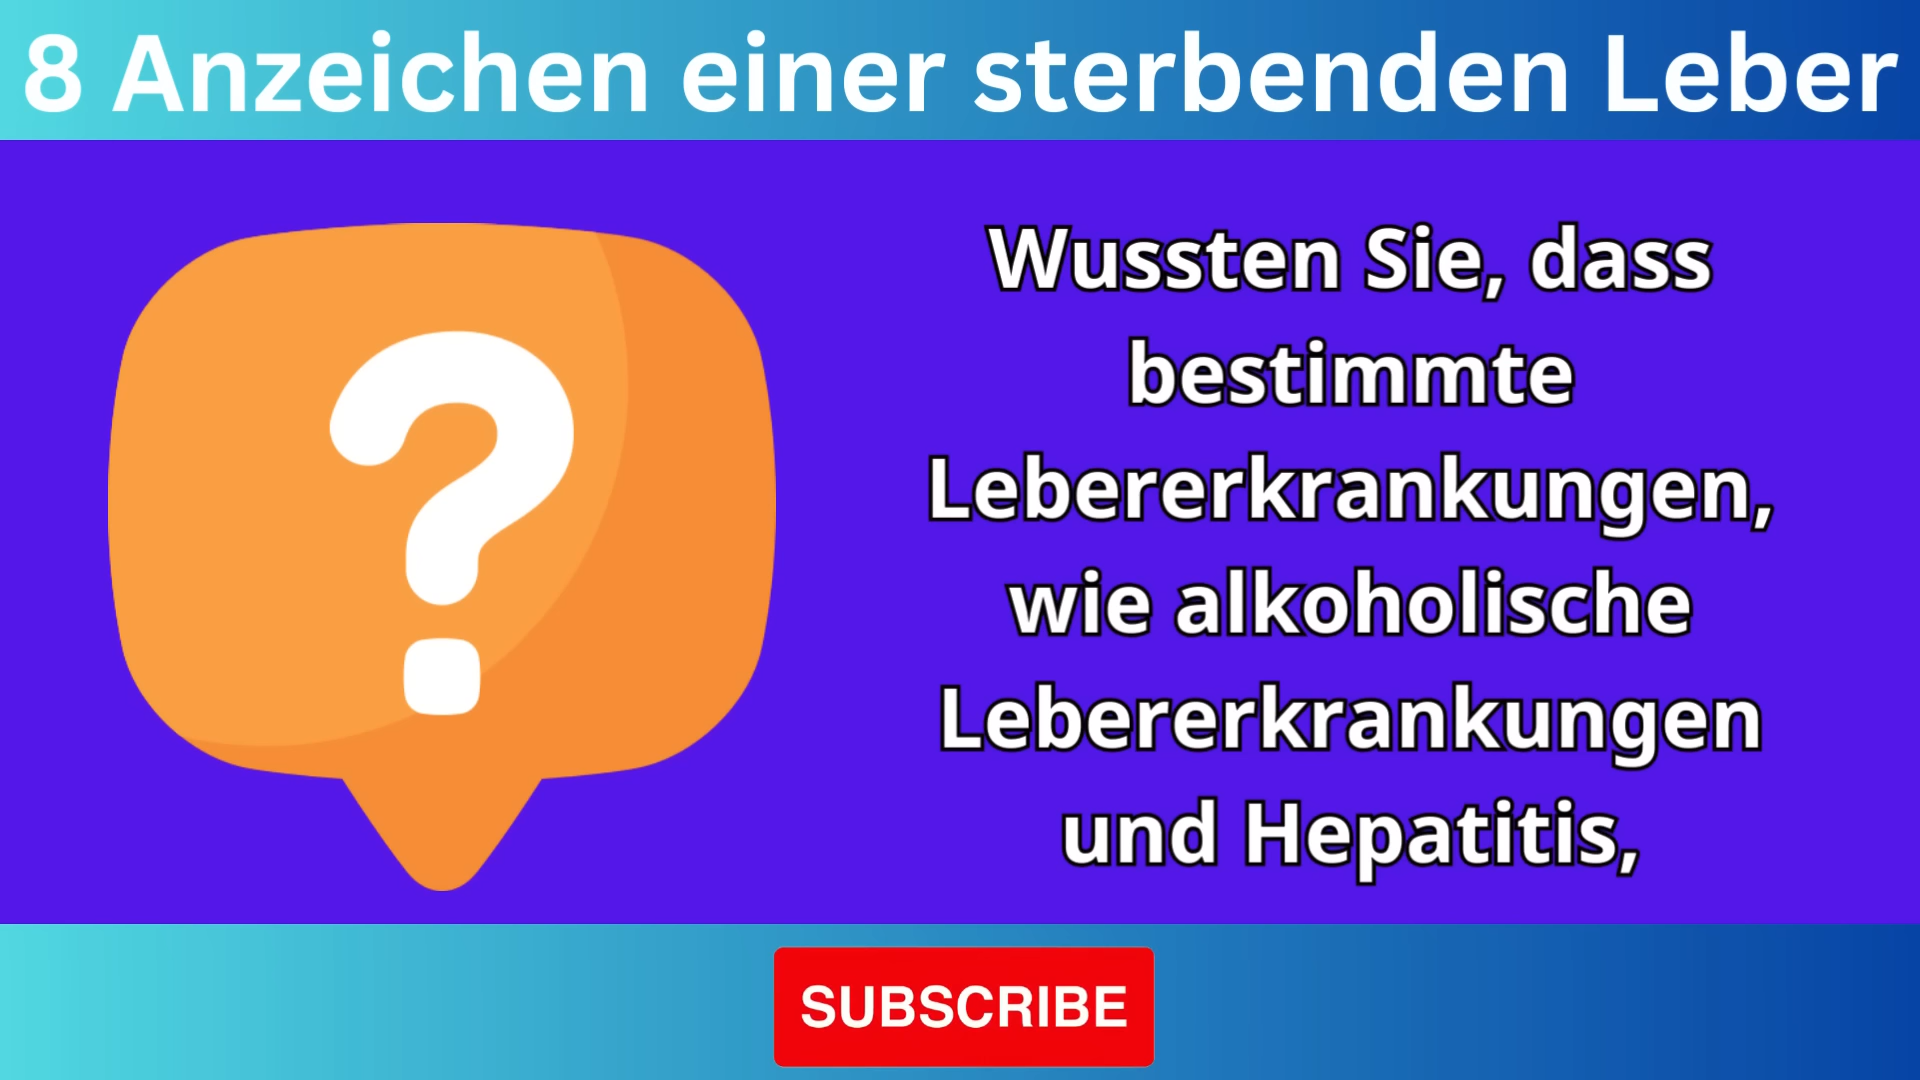 8 Anzeichen einer sterbenden Leber
Wussten Sie, dass
bestimmte
Lebererkrankungen,
wie alkoholische
Lebererkrankungen
und Hepatitis,
SUBSCRIBE